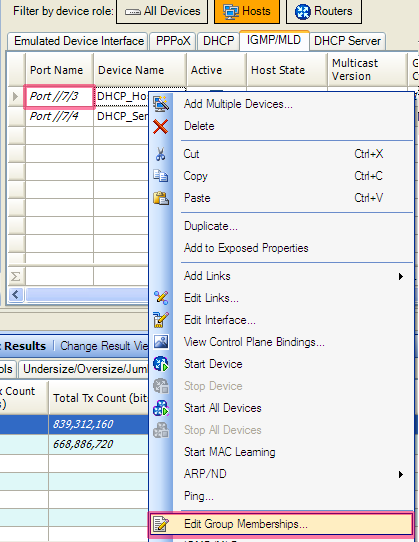 Filter by device role: All Devices Hosts Routers
Emulated Device Interface PPPoX DHCP IGMP/MLD DHCP Server
Port Name Device Name Active Host State Multicast Version G
Port //7/3 DHCP_Ho
Port //7/4 DHCP_Ser
Add Multiple Devices...
Delete
Cut Ctrl+X
Copy Ctrl+C
Paste Ctrl+V
Duplicate...
Add to Exposed Properties
Add Links
Edit Links...
Edit Interface...
View Control Plane Bindings...
Start Device
Stop Device
Start All Devices
Stop All Devices
Start MAC Learning
ARP/ND
Ping...
Edit Group Memberships...
Results Change Result Vie
ols Undersize/Oversize/Jum
Count Total Tx Count (bit
s)
839,312,160
668,886,720